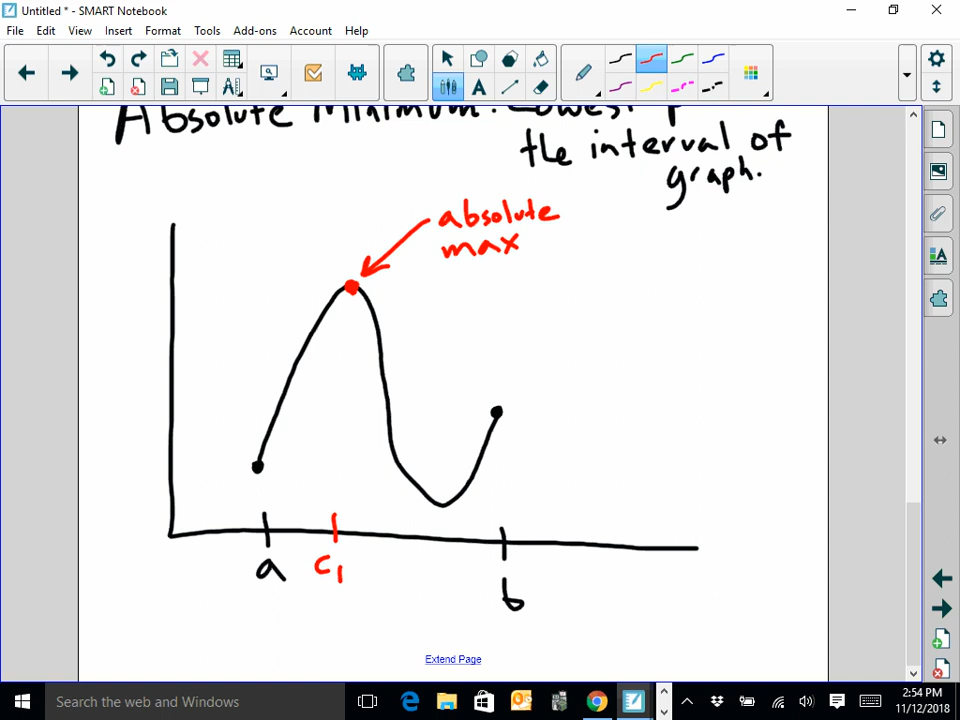 Untitled * - SMART Notebook
File Edit View Insert Format Tools Add-ons Account Help
Absolute Minimum: Lowest
the interval of
graph.
absolute
max
a c1 b
Extend Page
Search the web and Windows
2:54 PM
11/12/2018